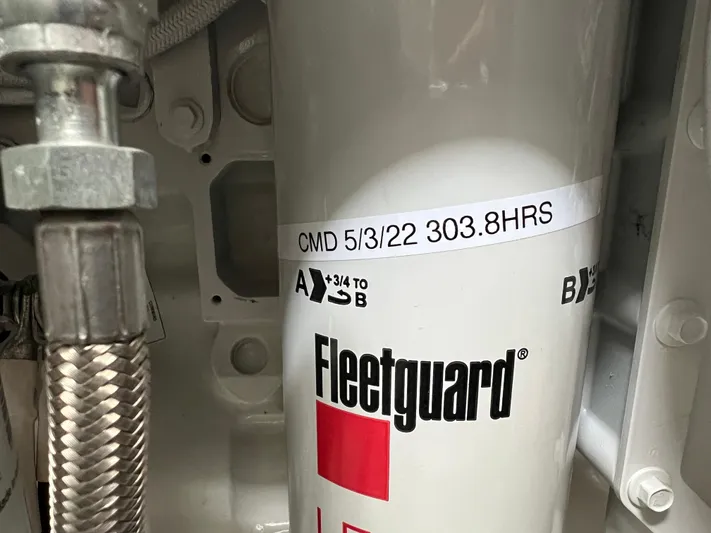 CMD 5/3/22 303.8HRS
A +3/4 TO B
B
Fleetguard®